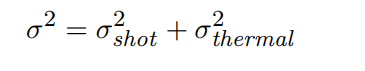 σ² = σ²_shot + σ²_thermal